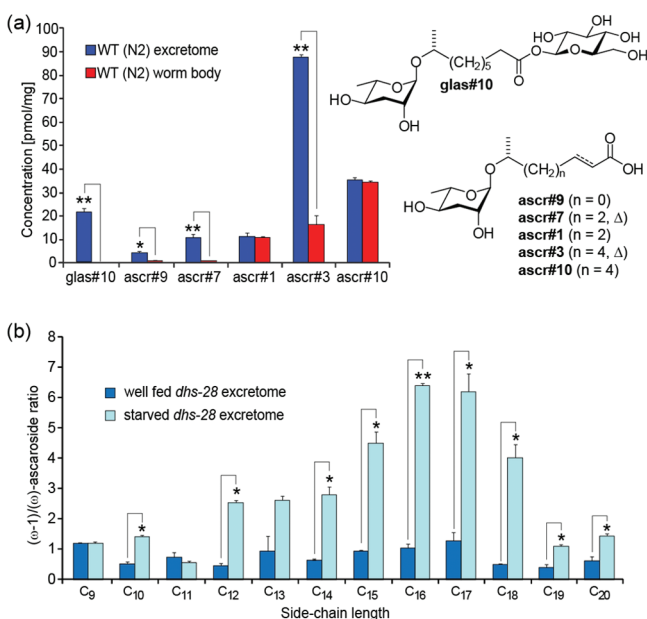 (a)
Concentration [pmol/mg]
100
90
80
70
60
50
40
30
20
10
0
WT (N2) excretome
WT (N2) worm body
**
*
**
**
glas#10 ascr#9 ascr#7 ascr#1 ascr#3 ascr#10
HO
OH
O
O
(CH2)5
O
O
O
HO
OH
OH
OH
glas#10
HO
OH
O
O
(CH2)n
O
OH
ascr#9 (n = 0)
ascr#7 (n = 2, Δ)
ascr#1 (n = 2)
ascr#3 (n = 4, Δ)
ascr#10 (n = 4)
(b)
(ω-1)/(ω)-ascaroside ratio
8
7
6
5
4
3
2
1
0
well fed dhs-28 excretome
starved dhs-28 excretome
*
*
*
*
**
*
*
*
*
C9 C10 C11 C12 C13 C14 C15 C16 C17 C18 C19 C20
Side-chain length